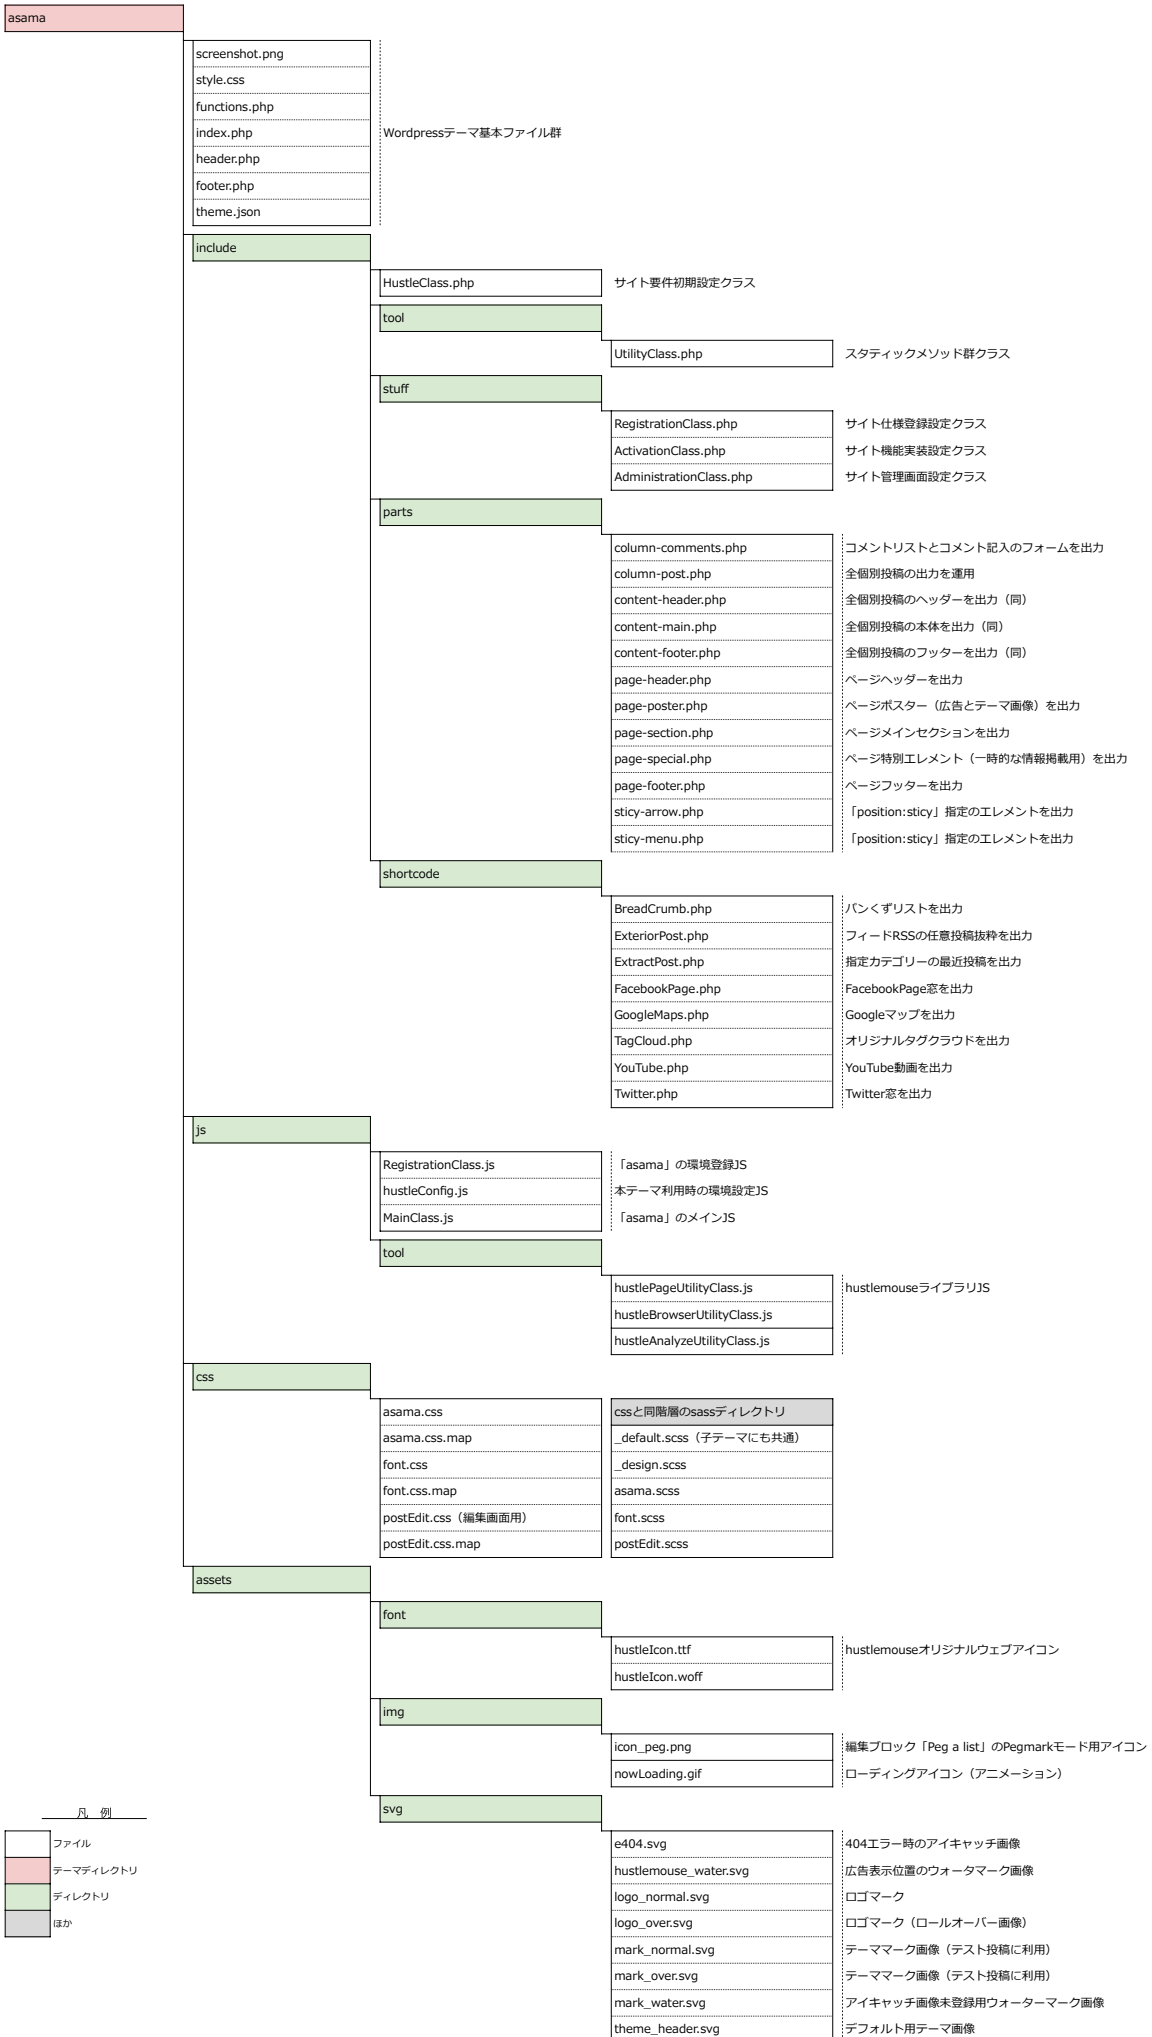 asama
screenshot.png
style.css
functions.php
index.php Wordpressテーマ基本ファイル群
header.php
footer.php
theme.json
include
HustleClass.php サイト要件初期設定クラス
tool
UtilityClass.php スタティックメソッド群クラス
stuff
RegistrationClass.php サイト仕様登録設定クラス
ActivationClass.php サイト機能実装設定クラス
AdministrationClass.php サイト管理画面設定クラス
parts
column-comments.php コメントリストとコメント記入のフォームを出力
column-post.php 全個別投稿の出力を運用
content-header.php 全個別投稿のヘッダーを出力（同）
content-main.php 全個別投稿の本体を出力（同）
content-footer.php 全個別投稿のフッターを出力（同）
page-header.php ページヘッダーを出力
page-poster.php ページポスター（広告とテーマ画像）を出力
page-section.php ページメインセクションを出力
page-special.php ページ特別エレメント（一時的な情報掲載用）を出力
page-footer.php ページフッターを出力
sticy-arrow.php 「position:sticy」指定のエレメントを出力
sticy-menu.php 「position:sticy」指定のエレメントを出力
shortcode
BreadCrumb.php パンくずリストを出力
ExteriorPost.php フィードRSSの任意投稿抜粋を出力
ExtractPost.php 指定カテゴリーの最近投稿を出力
FacebookPage.php FacebookPage窓を出力
GoogleMaps.php Googleマップを出力
TagCloud.php オリジナルタグクラウドを出力
YouTube.php YouTube動画を出力
Twitter.php Twitter窓を出力
js
RegistrationClass.js 「asama」の環境登録JS
hustleConfig.js 本テーマ利用時の環境設定JS
MainClass.js 「asama」のメインJS
tool
hustlePageUtilityClass.js hustlemouseライブラリJS
hustleBrowserUtilityClass.js
hustleAnalyzeUtilityClass.js
css
asama.css cssと同階層のsassディレクトリ
asama.css.map _default.scss（子テーマにも共通）
font.css _design.scss
font.css.map asama.scss
postEdit.css（編集画面用） font.scss
postEdit.css.map postEdit.scss
assets
font
hustleIcon.ttf hustlemouseオリジナルウェブアイコン
hustleIcon.woff
img
icon_peg.png 編集ブロック「Peg a list」のPegmarkモード用アイコン
nowLoading.gif ローディングアイコン（アニメーション）
svg
e404.svg 404エラー時のアイキャッチ画像
hustlemouse_water.svg 広告表示位置のウォータマーク画像
logo_normal.svg ロゴマーク
logo_over.svg ロゴマーク（ロールオーバー画像）
mark_normal.svg テーママーク画像（テスト投稿に利用）
mark_over.svg テーママーク画像（テスト投稿に利用）
mark_water.svg アイキャッチ画像未登録用ウォーターマーク画像
theme_header.svg デフォルト用テーマ画像
凡　例
ファイル
テーマディレクトリ
ディレクトリ
ほか